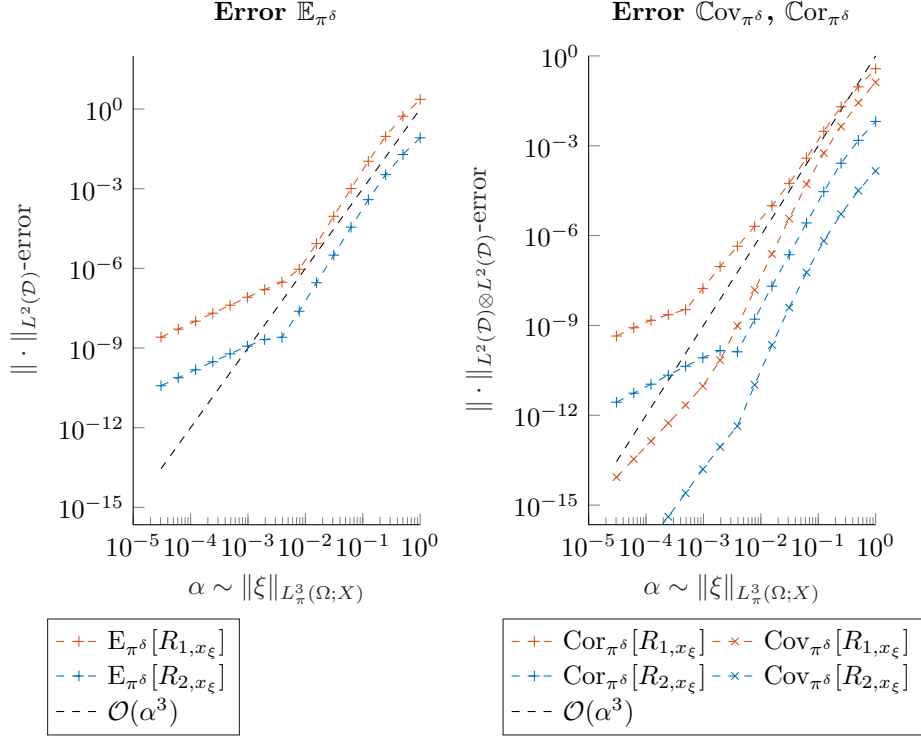 Error 𝔼_{π^δ}
10^0
10^{−3}
10^{−6}
10^{−9}
10^{−12}
10^{−15}
‖ · ‖_{L^2(𝒟)}-error
10^{−5} 10^{−4} 10^{−3} 10^{−2} 10^{−1} 10^0
α ∼ ‖ξ‖_{L^3_π(Ω;X)}
E_{π^δ}[R_{1,x_ξ}]
E_{π^δ}[R_{2,x_ξ}]
𝒪(α^3)
Error ℂov_{π^δ}, ℂor_{π^δ}
10^0
10^{−3}
10^{−6}
10^{−9}
10^{−12}
10^{−15}
‖ · ‖_{L^2(𝒟)⊗L^2(𝒟)}-error
10^{−5} 10^{−4} 10^{−3} 10^{−2} 10^{−1} 10^0
α ∼ ‖ξ‖_{L^3_π(Ω;X)}
Cor_{π^δ}[R_{1,x_ξ}] Cov_{π^δ}[R_{1,x_ξ}]
Cor_{π^δ}[R_{2,x_ξ}] Cov_{π^δ}[R_{2,x_ξ}]
𝒪(α^3)